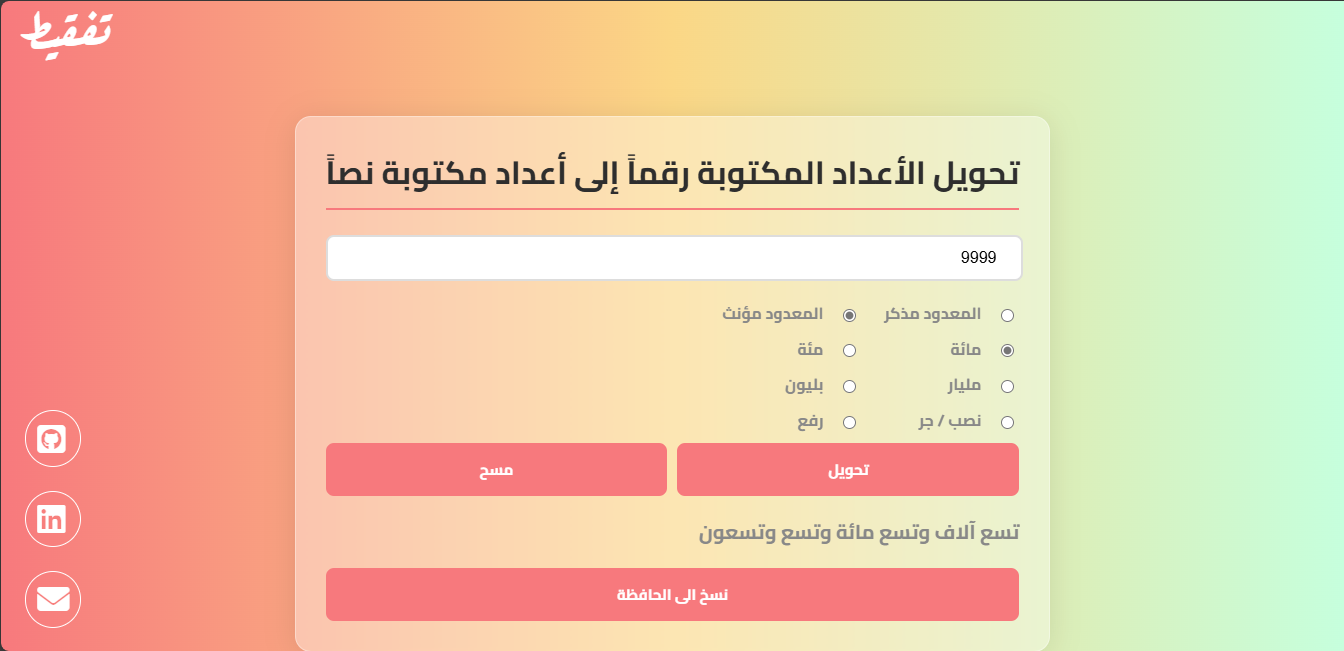 تفقيط
تحويل الأعداد المكتوبة رقماً إلى أعداد مكتوبة نصاً
9999
المعدود مذكر المعدود مؤنث
مائة مئة
مليار بليون
نصب / جر رفع
تحويل مسح
تسع آلاف وتسع مائة وتسع وتسعون
نسخ الى الحافظة
in